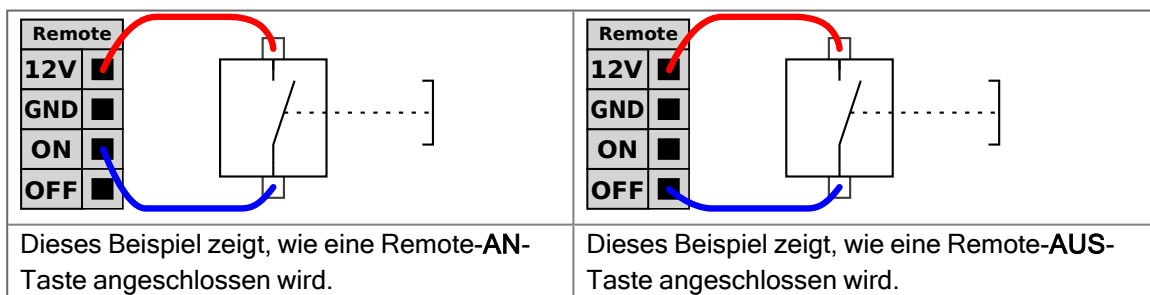 Remote
12V
GND
ON
OFF
Dieses Beispiel zeigt, wie eine Remote-AN-
Taste angeschlossen wird.
Remote
12V
GND
ON
OFF
Dieses Beispiel zeigt, wie eine Remote-AUS-
Taste angeschlossen wird.